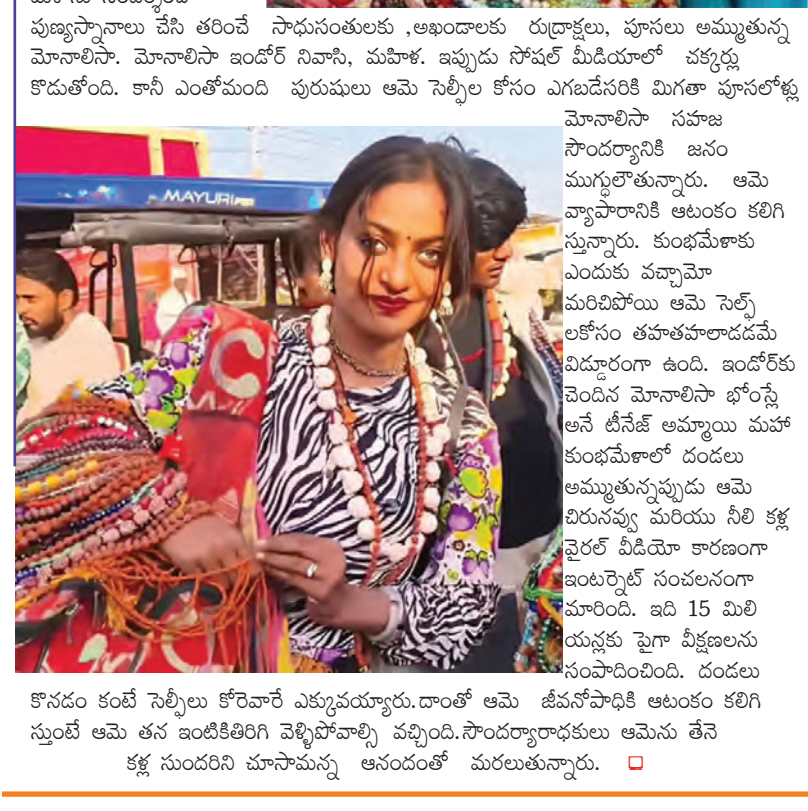 పుణ్యస్నానాలు చేసి తరించే సాధుసంతులకు ,అఖండాలకు రుద్రాక్షలు, పూసలు అమ్ముతున్న
మోనాలిసా. మోనాలిసా ఇండోర్ నివాసి, మహిళ. ఇప్పుడు సోషల్ మీడియాలో చక్కర్లు
కొడుతోంది. కానీ ఎంతోమంది పురుషులు ఆమె సెల్ఫీల కోసం ఎగబడేసరికి మిగతా పూసలోళ్లు
మోనాలిసా సహజ
సౌందర్యానికి జనం
ముగ్ధులౌతున్నారు. ఆమె
వ్యాపారానికి ఆటంకం కలిగి
స్తున్నారు. కుంభమేళాకు
ఎందుకు వచ్చామో
మరిచిపోయి ఆమె సెల్ఫ్
లకోసం తహతహలాడడమే
విడ్డూరంగా ఉంది. ఇండోర్‌కు
చెందిన మోనాలిసా భోంస్లే
అనే టీనేజ్ అమ్మాయి మహా
కుంభమేళాలో దండలు
అమ్ముతున్నప్పుడు ఆమె
చిరునవ్వు మరియు నీలి కళ్ల
వైరల్ వీడియో కారణంగా
ఇంటర్నెట్ సంచలనంగా
మారింది. ఇది 15 మిలి
యన్లకు పైగా వీక్షణలను
సంపాదించింది. దండలు
కొనడం కంటే సెల్ఫీలు కోరెవారే ఎక్కువయ్యారు.దాంతో ఆమె జీవనోపాధికి ఆటంకం కలిగి
స్తుంటే ఆమె తన ఇంటికితిరిగి వెళ్ళిపోవాల్సి వచ్చింది.సౌందర్యారాధకులు ఆమెను తేనె
కళ్ల సుందరిని చూసామన్న ఆనందంతో మరలుతున్నారు.
MAYURI